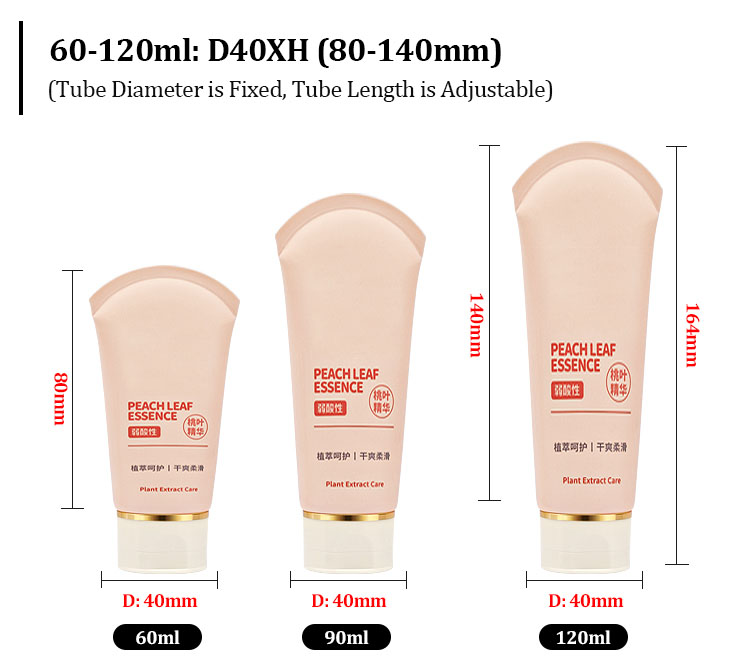 60-120ml: D40XH (80-140mm)
(Tube Diameter is Fixed, Tube Length is Adjustable)
80mm
PEACH LEAF
ESSENCE
弱酸性
桃叶
精华
植萃呵护 | 干爽柔滑
Plant Extract Care
D: 40mm
60ml
PEACH LEAF
ESSENCE
弱酸性
桃叶
精华
植萃呵护 | 干爽柔滑
Plant Extract Care
D: 40mm
90ml
140mm
164mm
PEACH LEAF
ESSENCE
弱酸性
桃叶
精华
植萃呵护 | 干爽柔滑
Plant Extract Care
D: 40mm
120ml